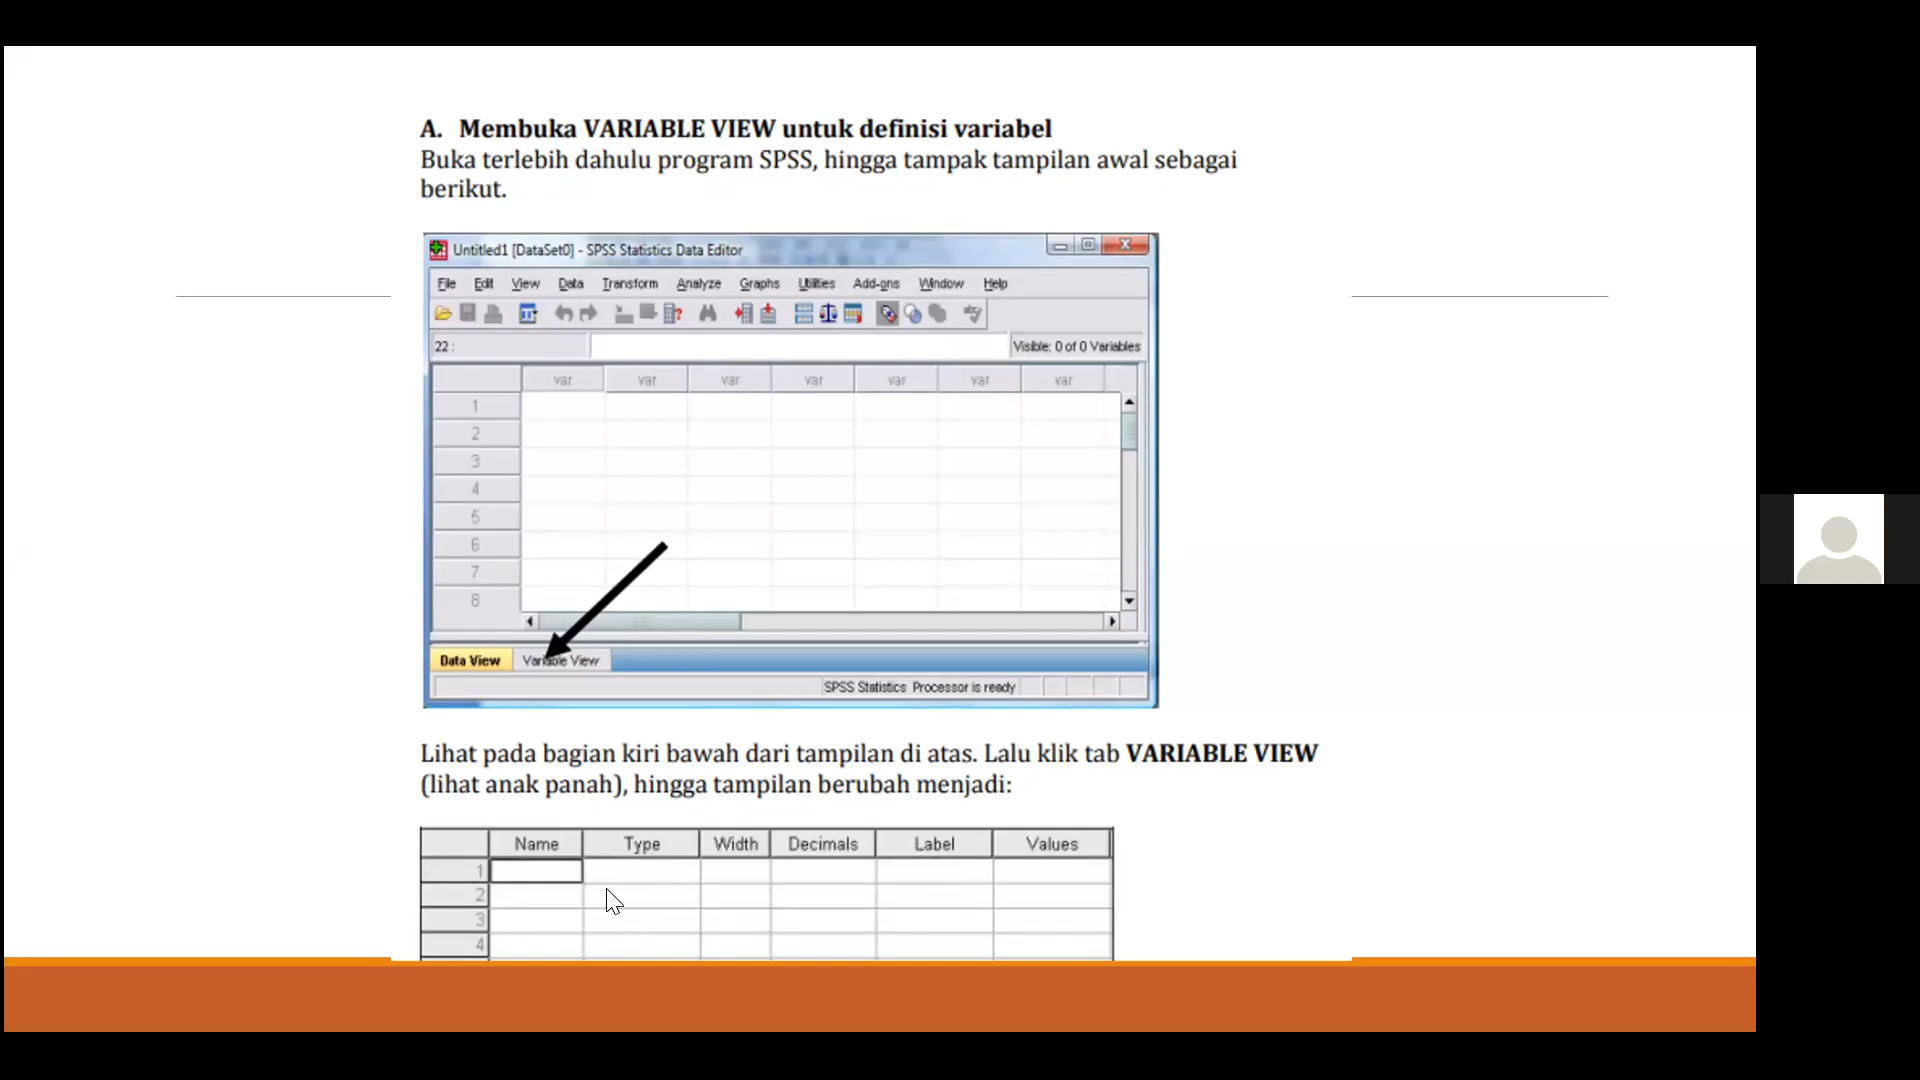 A. Membuka VARIABLE VIEW untuk definisi variabel
Buka terlebih dahulu program SPSS, hingga tampak tampilan awal sebagai
berikut.
Untitled1 [DataSet0] - SPSS Statistics Data Editor
File Edit View Data Transform Analyze Graphs Utilities Add-ons Window Help
22 : Visible: 0 of 0 Variables
var var var var var var var
1
2
3
4
5
6
7
8
Data View Variable View
SPSS Statistics Processor is ready
Lihat pada bagian kiri bawah dari tampilan di atas. Lalu klik tab VARIABLE VIEW
(lihat anak panah), hingga tampilan berubah menjadi:
Name Type Width Decimals Label Values
1
2
3
4